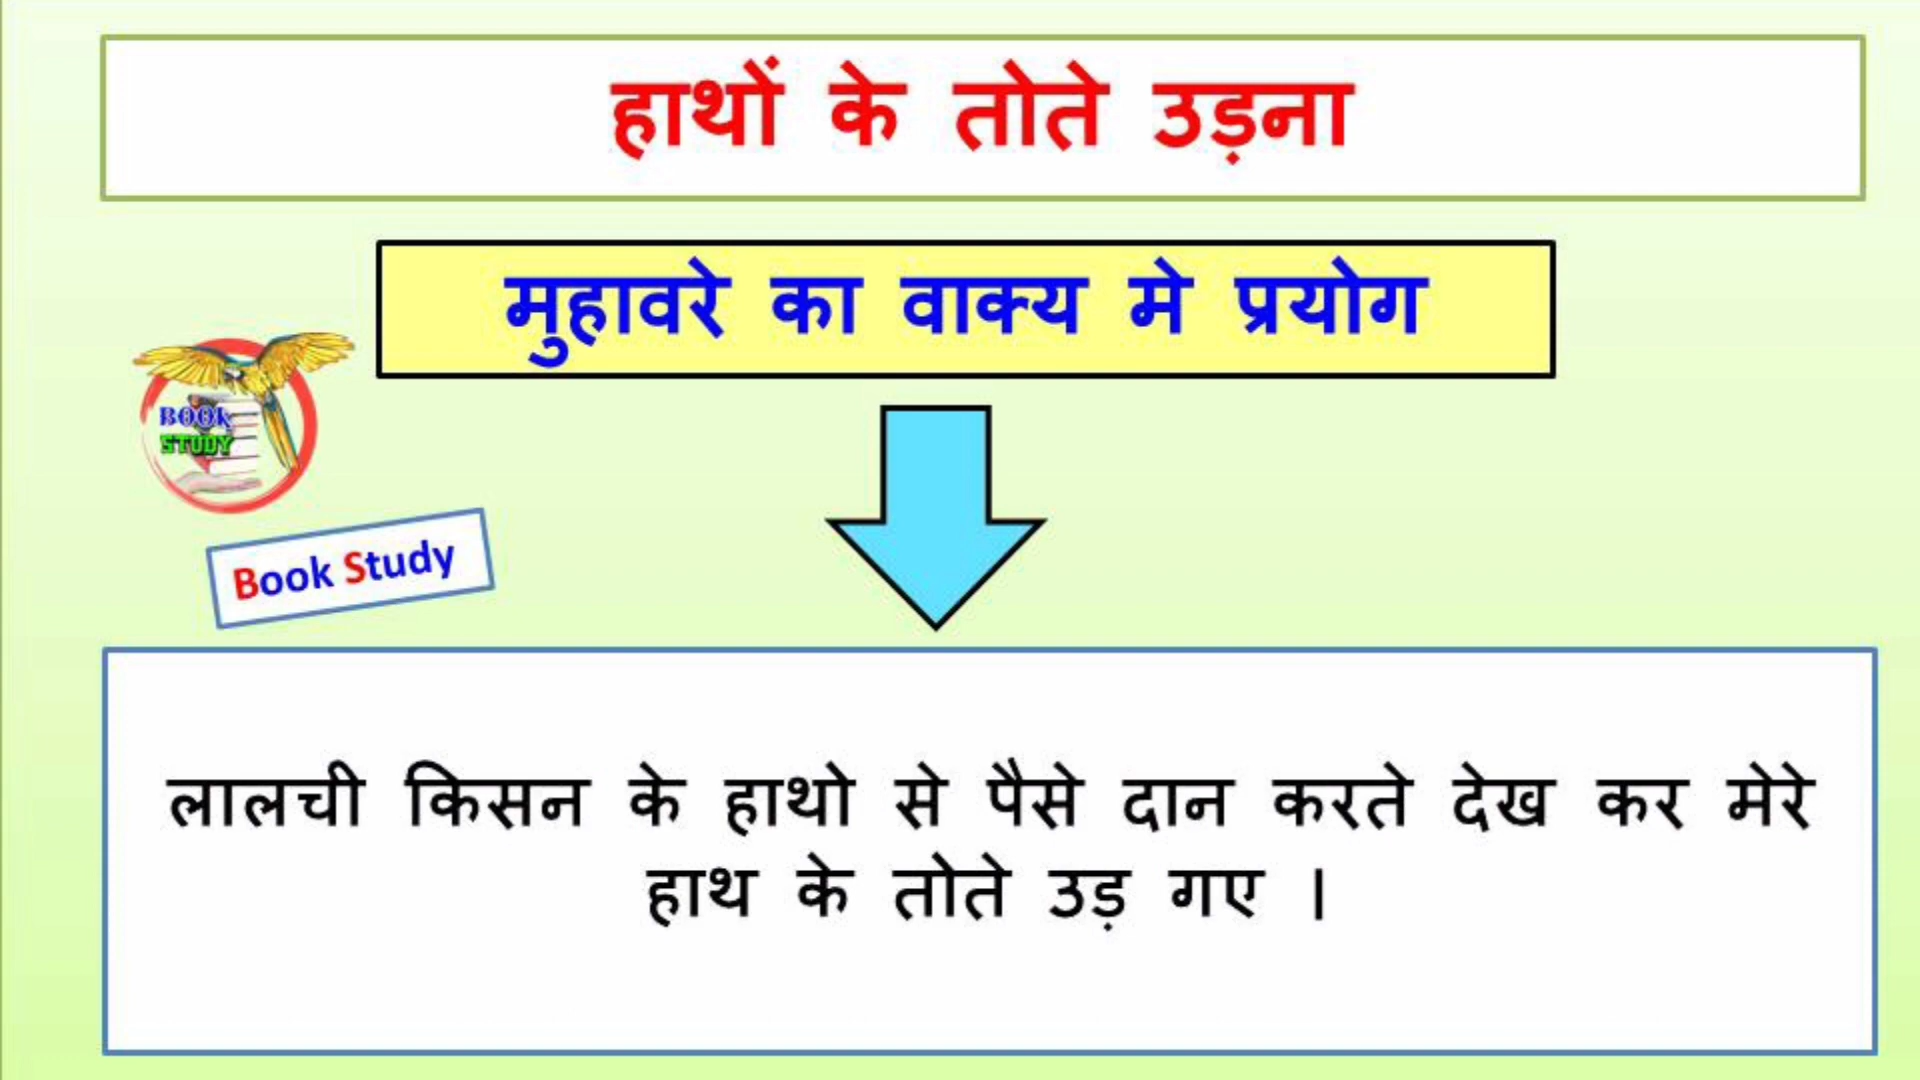 हाथों के तोते उड़ना
मुहावरे का वाक्य मे प्रयोग
BOOK
STUDY
Book Study
लालची किसन के हाथो से पैसे दान करते देख कर मेरे
हाथ के तोते उड़ गए ।